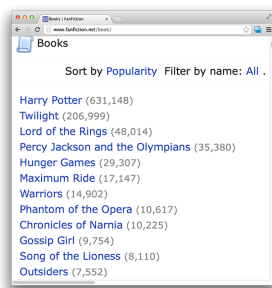 Books | FanFiction
www.fanfiction.net/book/
Books
Sort by Popularity Filter by name: All .
Harry Potter (631,148)
Twilight (206,999)
Lord of the Rings (48,014)
Percy Jackson and the Olympians (35,380)
Hunger Games (29,307)
Maximum Ride (17,147)
Warriors (14,902)
Phantom of the Opera (10,617)
Chronicles of Narnia (10,225)
Gossip Girl (9,754)
Song of the Lioness (8,110)
Outsiders (7,552)